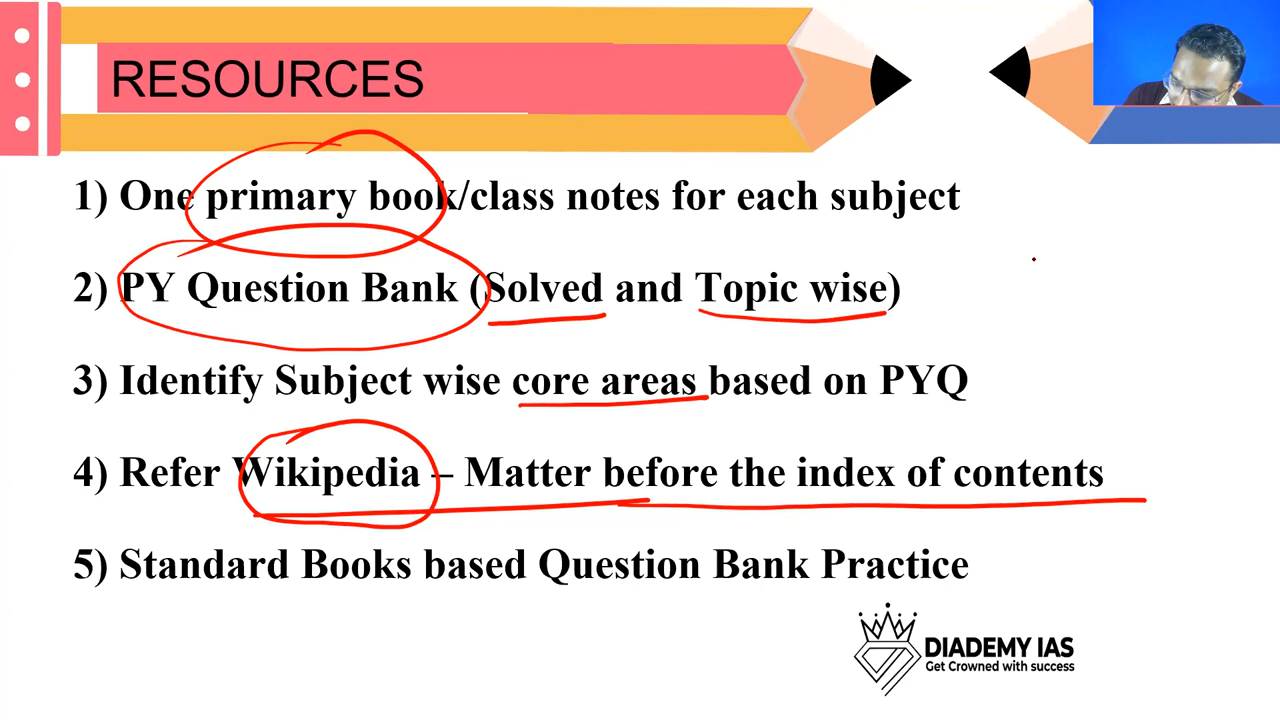 RESOURCES
1) One primary book/class notes for each subject
2) PY Question Bank (Solved and Topic wise)
3) Identify Subject wise core areas based on PYQ
4) Refer Wikipedia – Matter before the index of contents
5) Standard Books based Question Bank Practice
DIADEMY IAS
Get Crowned with success